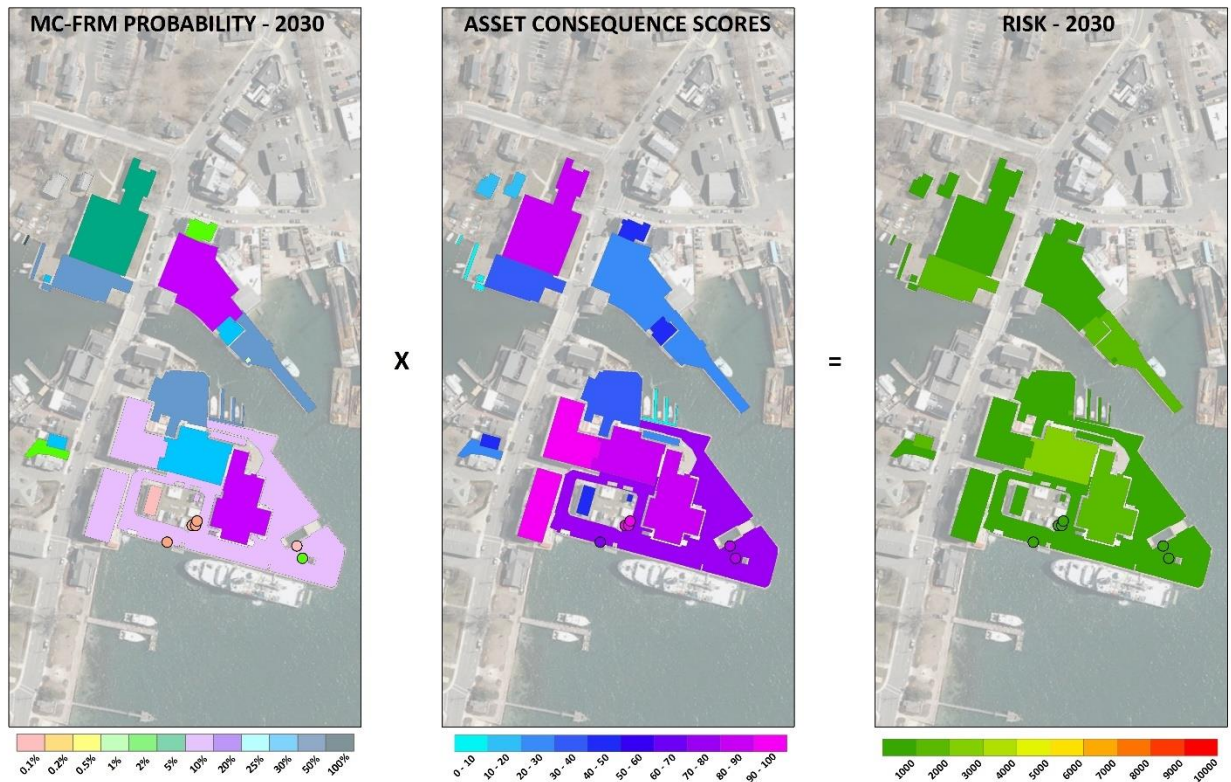 MC-FRM PROBABILITY - 2030
ASSET CONSEQUENCE SCORES
RISK - 2030
X
=
0.1% 0.2% 0.5% 1% 2% 5% 10% 20% 25% 30% 50% 100%
0 - 10 10 - 20 20 - 30 30 - 40 40 - 50 50 - 60 60 - 70 70 - 80 80 - 90 90 - 100
1000 2000 3000 4000 5000 6000 7000 8000 9000 10000